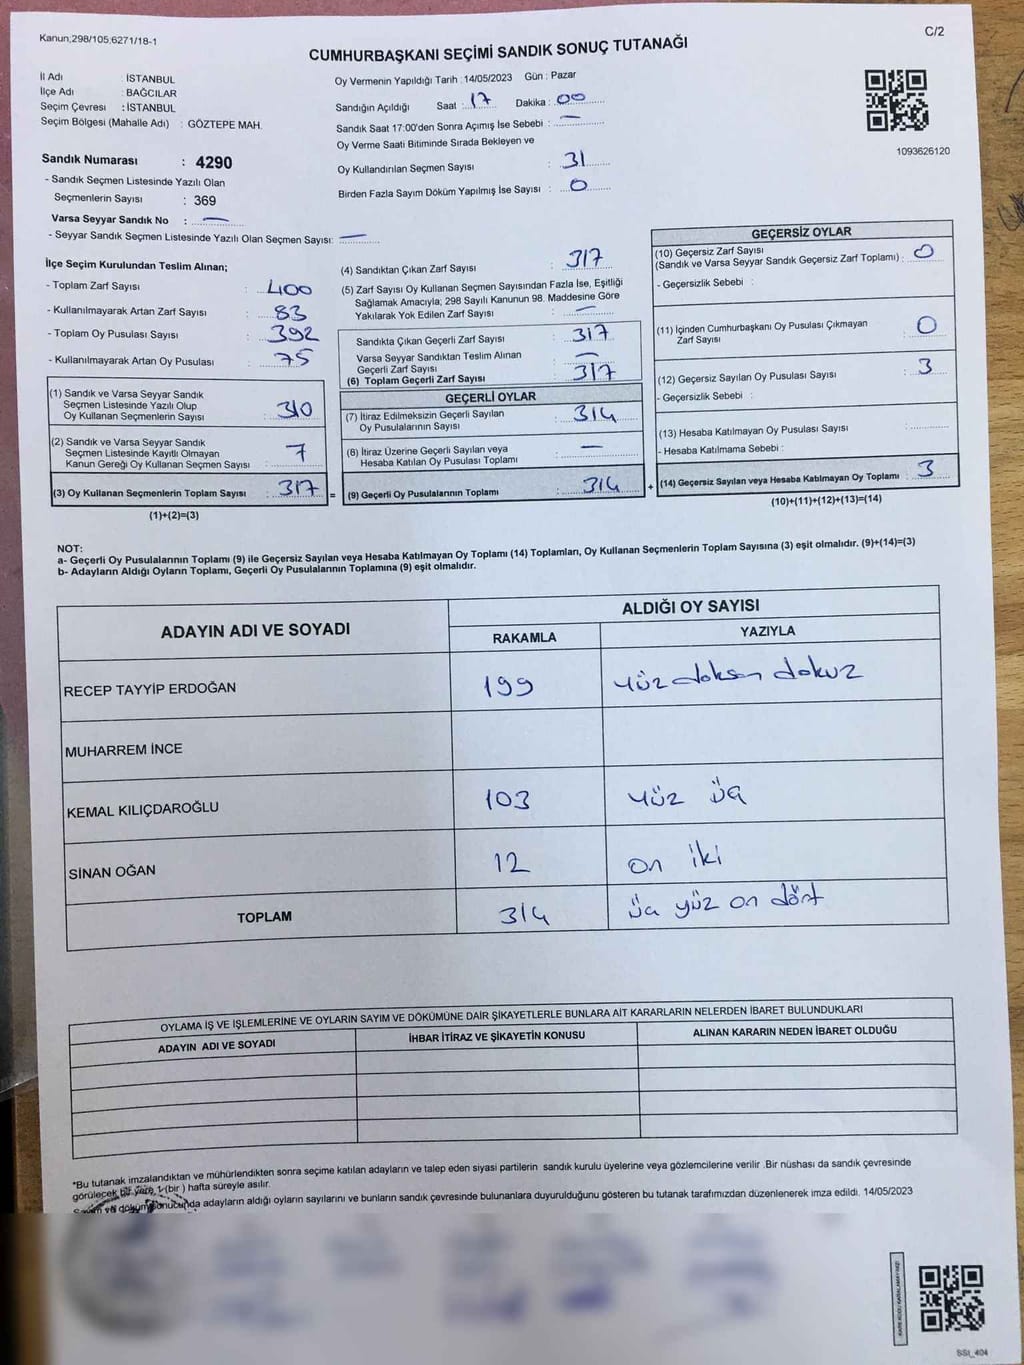 Kanun;298/105;6271/18-1
C/2
CUMHURBAŞKANI SEÇİMİ SANDIK SONUÇ TUTANAĞI
İl Adı : İSTANBUL
İlçe Adı : BAĞCILAR
Seçim Çevresi : İSTANBUL
Seçim Bölgesi (Mahalle Adı) : GÖZTEPE MAH.
Sandık Numarası : 4290
- Sandık Seçmen Listesinde Yazılı Olan
Seçmenlerin Sayısı : 369
Varsa Seyyar Sandık No : —
- Seyyar Sandık Seçmen Listesinde Yazılı Olan Seçmen Sayısı: —
Oy Vermenin Yapıldığı Tarih :14/05/2023 Gün : Pazar
Sandığın Açıldığı Saat : 17 Dakika : 00
Sandık Saat 17:00'den Sonra Açımış İse Sebebi : —
Oy Verme Saati Bitiminde Sırada Bekleyen ve
Oy Kullandırılan Seçmen Sayısı : 31
Birden Fazla Sayım Döküm Yapılmış İse Sayısı : 0
1093626120
İlçe Seçim Kurulundan Teslim Alınan;
- Toplam Zarf Sayısı : 400
- Kullanılmayarak Artan Zarf Sayısı : 83
- Toplam Oy Pusulası Sayısı : 392
- Kullanılmayarak Artan Oy Pusulası : 75
(1) Sandık ve Varsa Seyyar Sandık
Seçmen Listesinde Yazılı Olup
Oy Kullanan Seçmenlerin Sayısı : 310
(2) Sandık ve Varsa Seyyar Sandık
Seçmen Listesinde Kayıtlı Olmayan
Kanun Gereği Oy Kullanan Seçmen Sayısı : 7
(3) Oy Kullanan Seçmenlerin Toplam Sayısı : 317
(1)+(2)=(3)
=
(4) Sandıktan Çıkan Zarf Sayısı : 317
(5) Zarf Sayısı Oy Kullanan Seçmen Sayısından Fazla İse, Eşitliği
Sağlamak Amacıyla; 298 Sayılı Kanunun 98. Maddesine Göre
Yakılarak Yok Edilen Zarf Sayısı : —
Sandıkta Çıkan Geçerli Zarf Sayısı : 317
Varsa Seyyar Sandıktan Teslim Alınan
Geçerli Zarf Sayısı : —
(6) Toplam Geçerli Zarf Sayısı : 317
GEÇERLİ OYLAR
(7) İtiraz Edilmeksizin Geçerli Sayılan
Oy Pusulalarının Sayısı : 314
(8) İtiraz Üzerine Geçerli Sayılan veya
Hesaba Katılan Oy Pusulası Toplamı : —
(9) Geçerli Oy Pusulalarının Toplamı : 314
+
GEÇERSİZ OYLAR
(10) Geçersiz Zarf Sayısı
(Sandık ve Varsa Seyyar Sandık Geçersiz Zarf Toplamı) : 0
- Geçersizlik Sebebi :
(11) İçinden Cumhurbaşkanı Oy Pusulası Çıkmayan
Zarf Sayısı : 0
(12) Geçersiz Sayılan Oy Pusulası Sayısı : 3
- Geçersizlik Sebebi :
(13) Hesaba Katılmayan Oy Pusulası Sayısı :
- Hesaba Katılmama Sebebi :
(14) Geçersiz Sayılan veya Hesaba Katılmayan Oy Toplamı : 3
(10)+(11)+(12)+(13)=(14)
NOT:
a- Geçerli Oy Pusulalarının Toplamı (9) ile Geçersiz Sayılan veya Hesaba Katılmayan Oy Toplamı (14) Toplamları, Oy Kullanan Seçmenlerin Toplam Sayısına (3) eşit olmalıdır. (9)+(14)=(3)
b- Adayların Aldığı Oyların Toplamı, Geçerli Oy Pusulalarının Toplamına (9) eşit olmalıdır.
ADAYIN ADI VE SOYADI
ALDIĞI OY SAYISI
RAKAMLA YAZIYLA
RECEP TAYYİP ERDOĞAN 199 yüz doksan dokuz
MUHARREM İNCE
KEMAL KILIÇDAROĞLU 103 yüz üç
SİNAN OĞAN 12 on iki
TOPLAM 314 üç yüz on dört
OYLAMA İŞ VE İŞLEMLERİNE VE OYLARIN SAYIM VE DÖKÜMÜNE DAİR ŞİKAYETLERLE BUNLARA AİT KARARLARIN NELERDEN İBARET BULUNDUKLARI
ADAYIN ADI VE SOYADI İHBAR İTİRAZ VE ŞİKAYETİN KONUSU ALINAN KARARIN NEDEN İBARET OLDUĞU
*Bu tutanak imzalandıktan ve mühürlendikten sonra seçime katılan adayların ve talep eden siyasi partilerin sandık kurulu üyelerine veya gözlemcilerine verilir .Bir nüshası da sandık çevresinde
görülecek bir yere 1 (bir ) hafta süreyle asılır.
Sayım ve döküm sonucunda adayların aldığı oyların sayılarını ve bunların sandık çevresinde bulunanlara duyurulduğunu gösteren bu tutanak tarafımızdan düzenlenerek imza edildi. 14/05/2023
SSt_404